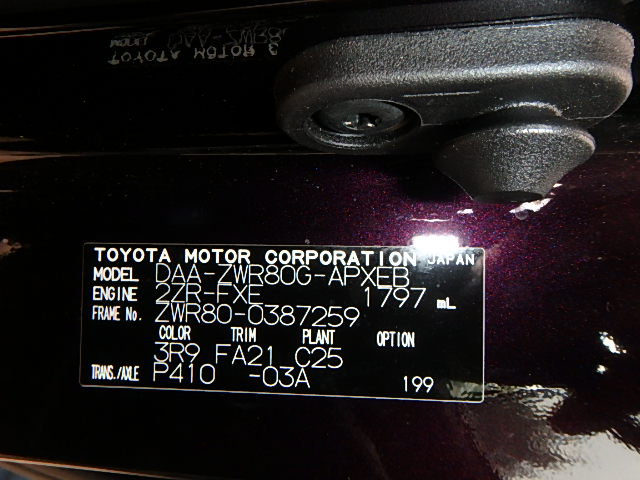 TOYOTA MOTOR CORPORATION JAPAN
MODEL DAA-ZWR80G-APXEB
ENGINE 2ZR-FXE 1797 mL
FRAME No. ZWR80-0387259
COLOR TRIM PLANT OPTION
3R9 FA21 C25
TRANS./AXLE P410 -03A 199